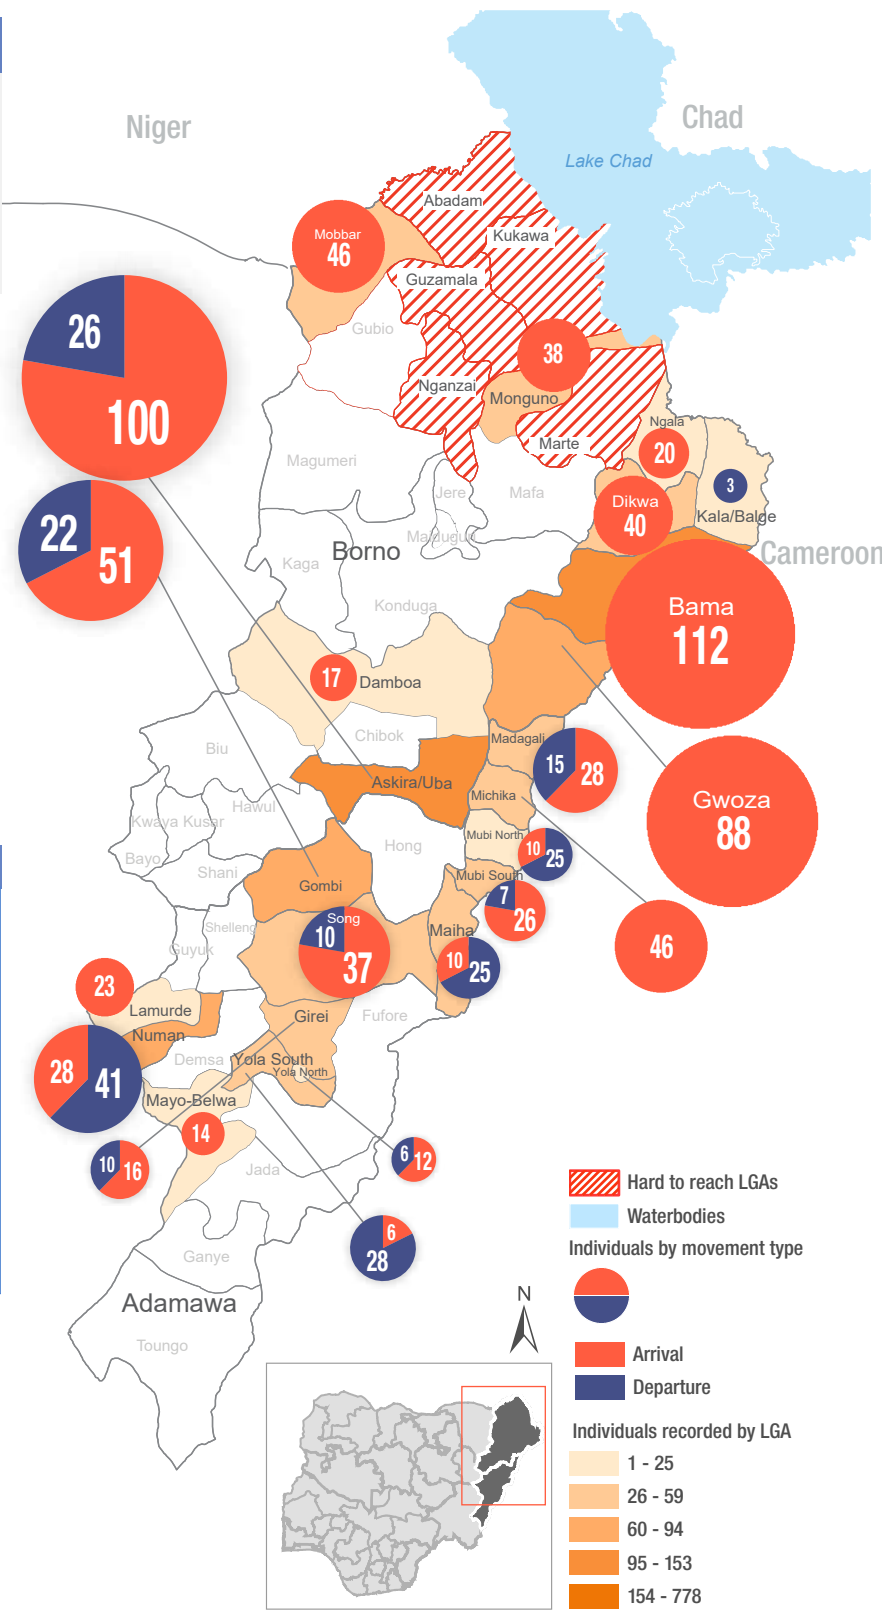 Niger
Chad
Lake Chad
Abadam
Mobbar
46
Kukawa
Guzamala
Gubio
26
100
38
Nganzai
Monguno
Ngala
20
Marte
Magumeri
3
Jere
Mafa
Dikwa
40
Kala/Balge
22
51
Maiduguri
Borno
Cameroon
Kaga
Konduga
Bama
112
17
Damboa
Chibok
Madagali
Biu
15
28
Askira/Uba
Michika
Gwoza
88
Hawul
Kwaya Kusar
Mubi North
Hong
10
25
Bayo
Shani
Mubi South
Gombi
7
26
Song
10
37
Shelleng
Maiha
46
Guyuk
10
25
23
Lamurde
Girei
Fufore
Numan
Demsa
Yola South
Yola North
28
41
Mayo-Belwa
14
10
16
6
12
Jada
Hard to reach LGAs
Waterbodies
6
28
Individuals by movement type
Ganye
N
Adamawa
Toungo
Arrival
Departure
Individuals recorded by LGA
1 - 25
26 - 59
60 - 94
95 - 153
154 - 778